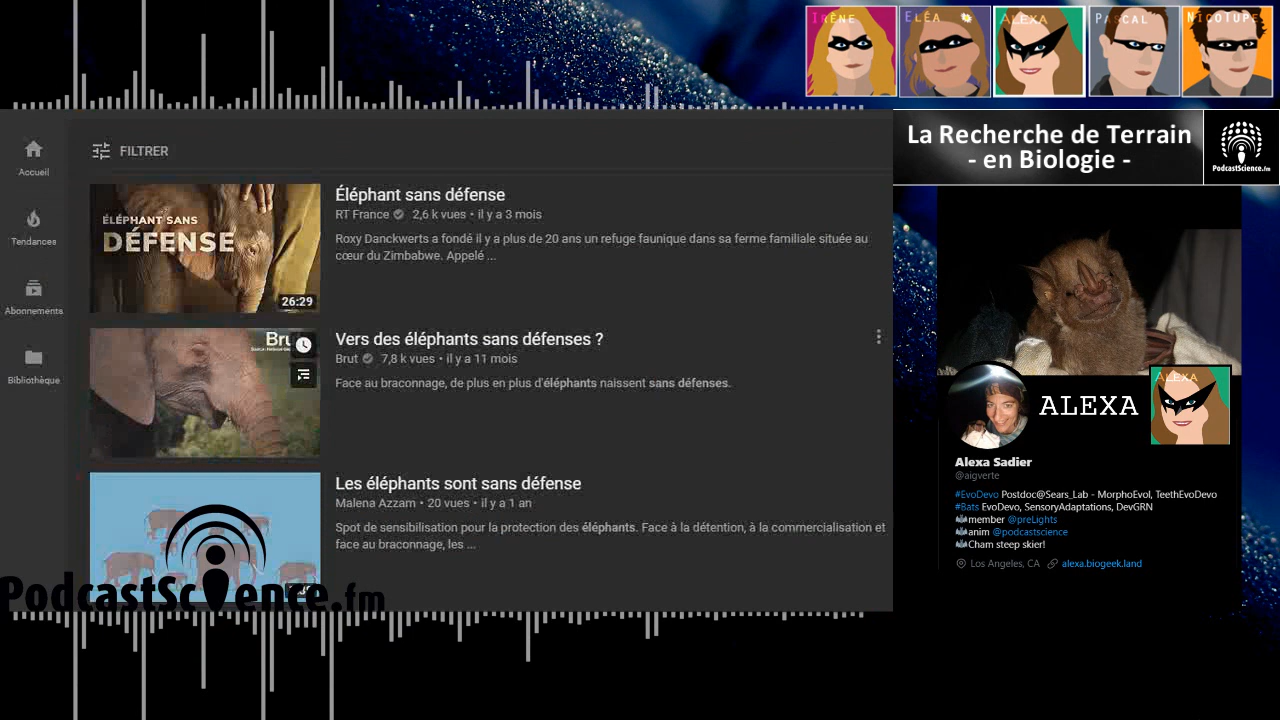 IRÈNE
ELÉA
ALEXA
PASCAL
NICOTUPE
La Recherche de Terrain
- en Biologie -
PodcastScience.fm
FILTRER
Accueil
Tendances
Abonnements
Bibliothèque
ÉLÉPHANT SANS
DÉFENSE
26:29
Éléphant sans défense
RT France 2,6 k vues • il y a 3 mois
Roxy Danckwerts a fondé il y a plus de 20 ans un refuge faunique dans sa ferme familiale située au
cœur du Zimbabwe. Appelé ...
Bru
Vers des éléphants sans défenses ?
Brut 7,8 k vues • il y a 11 mois
Face au braconnage, de plus en plus d'éléphants naissent sans défenses.
Les éléphants sont sans défense
Malena Azzam • 20 vues • il y a 1 an
Spot de sensibilisation pour la protection des éléphants. Face à la détention, à la commercialisation et
face au braconnage, les ...
PodcastScience.fm
ALEXA
ALEXA
Alexa Sadier
@aigverte
#EvoDevo Postdoc@Sears_Lab - MorphoEvol, TeethEvoDevo
#Bats EvoDevo, SensoryAdaptations, DevGRN
member @preLights
anim @podcastscience
Cham steep skier!
Los Angeles, CA alexa.biogeek.land